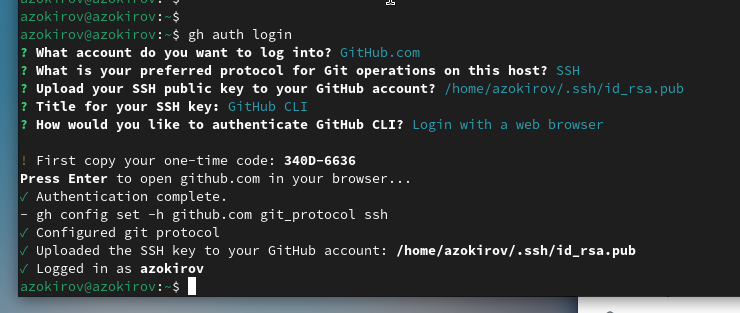 azokirov@azokirov:~$
azokirov@azokirov:~$ gh auth login
? What account do you want to log into? GitHub.com
? What is your preferred protocol for Git operations on this host? SSH
? Upload your SSH public key to your GitHub account? /home/azokirov/.ssh/id_rsa.pub
? Title for your SSH key: GitHub CLI
? How would you like to authenticate GitHub CLI? Login with a web browser
! First copy your one-time code: 340D-6636
Press Enter to open github.com in your browser...
✓ Authentication complete.
- gh config set -h github.com git_protocol ssh
✓ Configured git protocol
✓ Uploaded the SSH key to your GitHub account: /home/azokirov/.ssh/id_rsa.pub
✓ Logged in as azokirov
azokirov@azokirov:~$